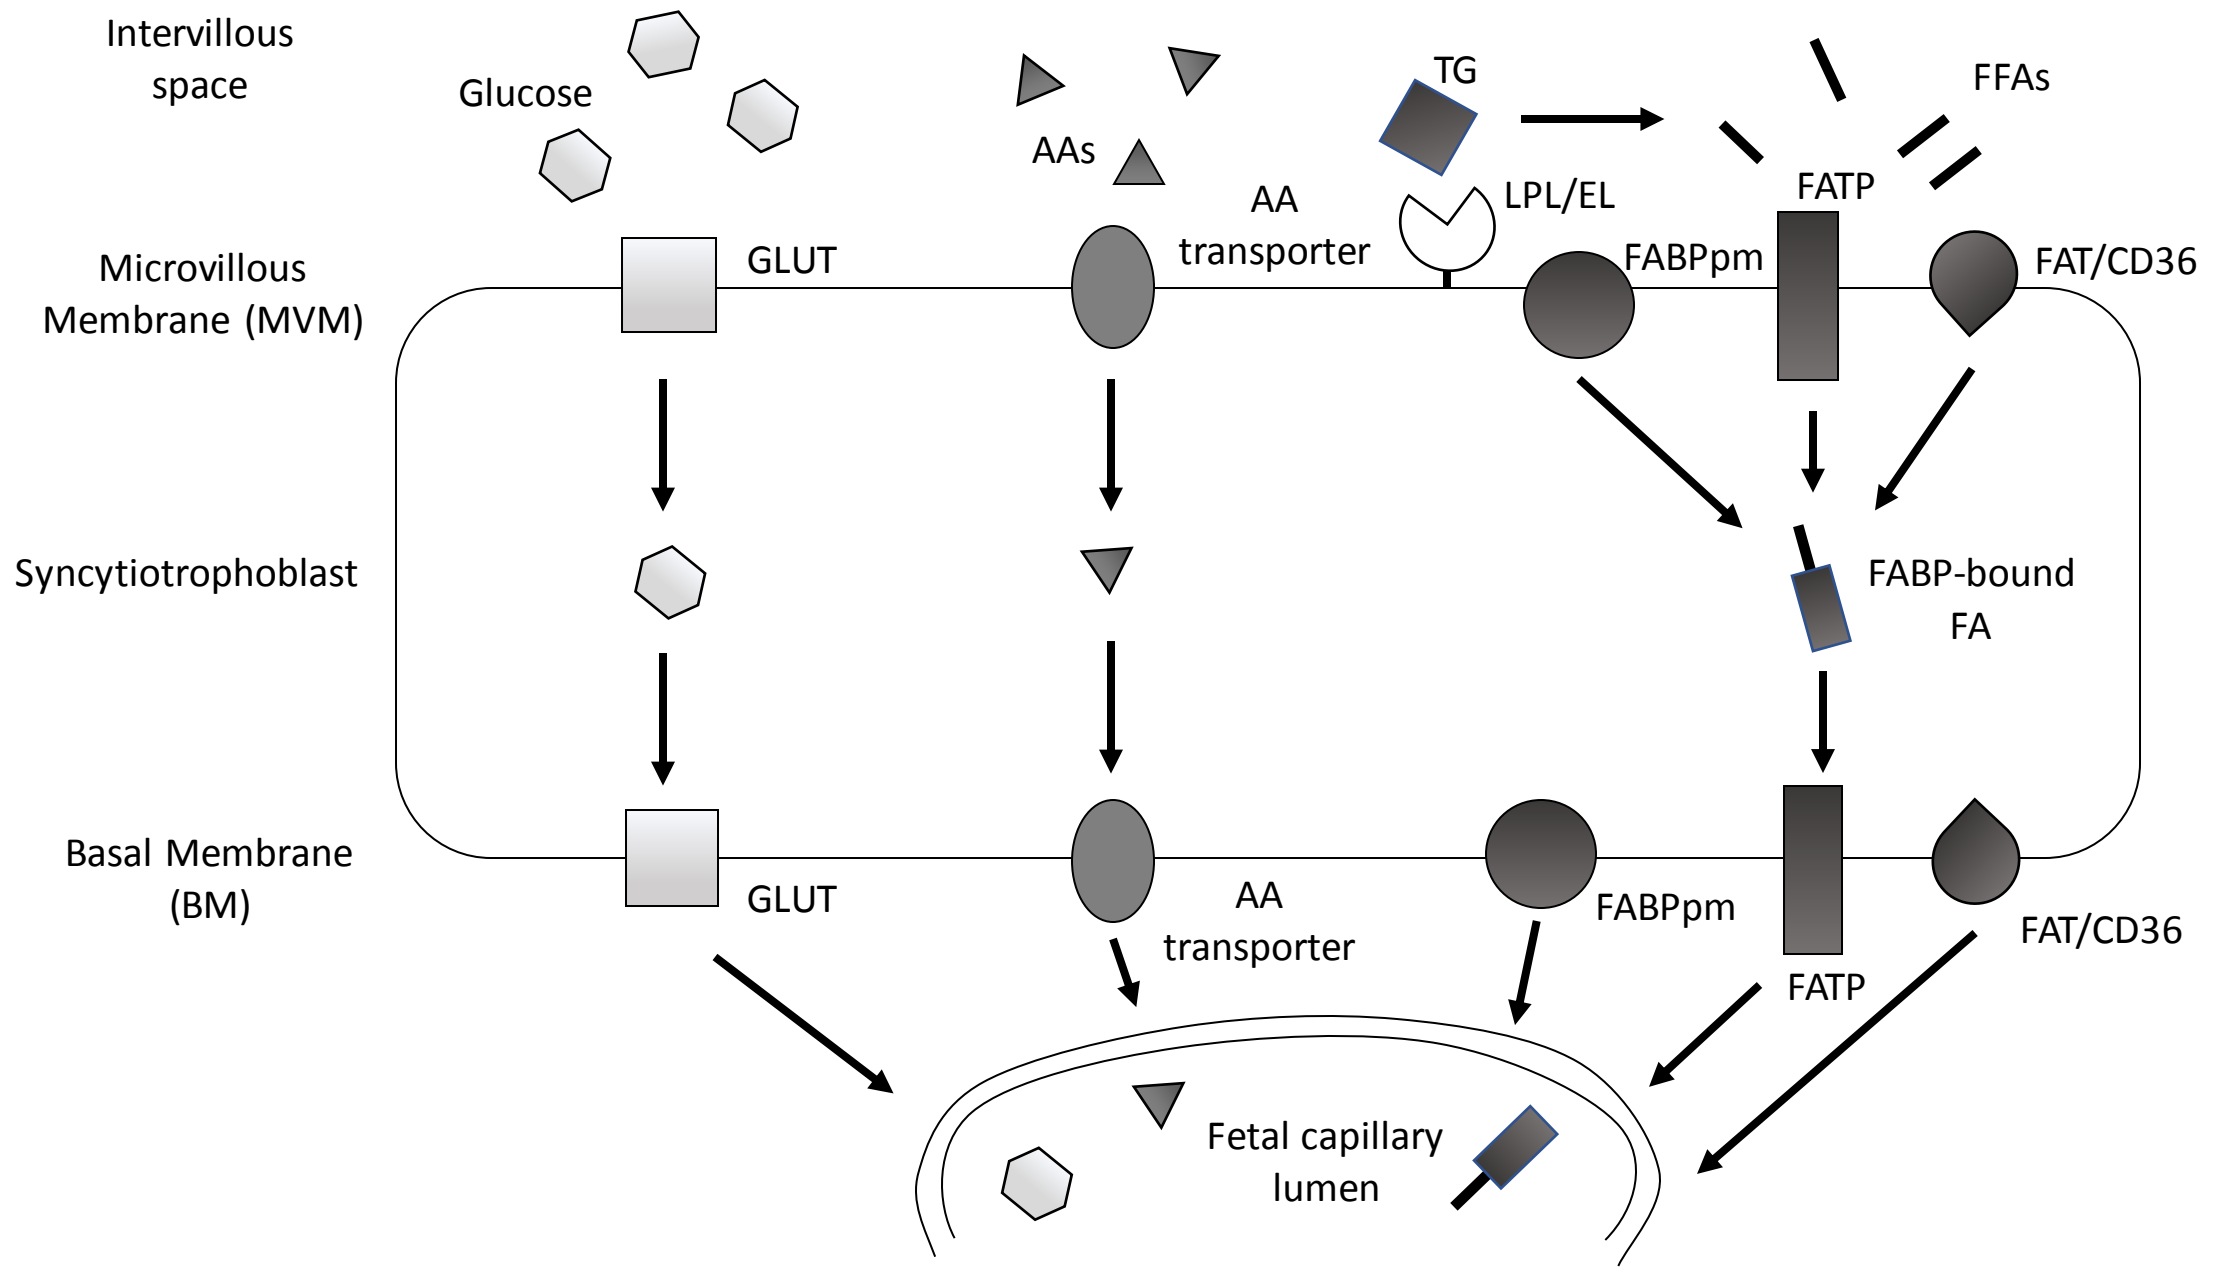 Intervillous
space
Glucose
AAs
TG
FFAs
LPL/EL
FATP
Microvillous
Membrane (MVM)
GLUT
AA
transporter
FABPpm
FAT/CD36
Syncytiotrophoblast
FABP-bound
FA
Basal Membrane
(BM)
GLUT
AA
transporter
FABPpm
FATP
FAT/CD36
Fetal capillary
lumen